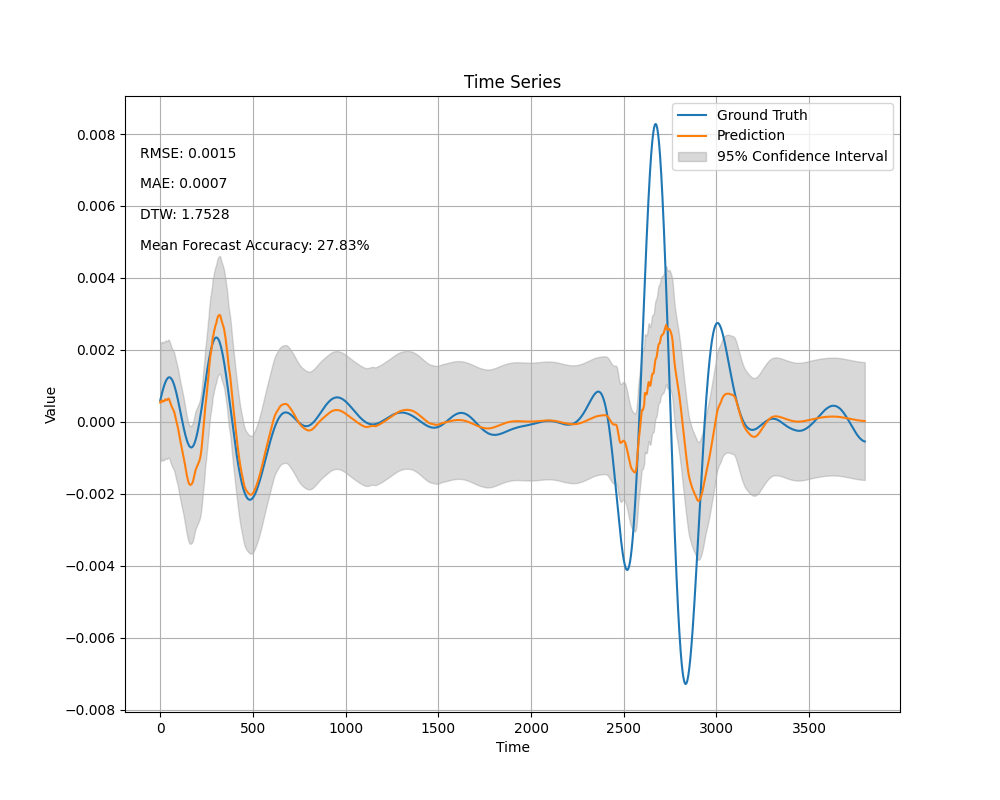 Time Series
Ground Truth
Prediction
95% Confidence Interval
RMSE: 0.0015
MAE: 0.0007
DTW: 1.7528
Mean Forecast Accuracy: 27.83%
Value
0.008
0.006
0.004
0.002
0.000
−0.002
−0.004
−0.006
−0.008
0 500 1000 1500 2000 2500 3000 3500
Time